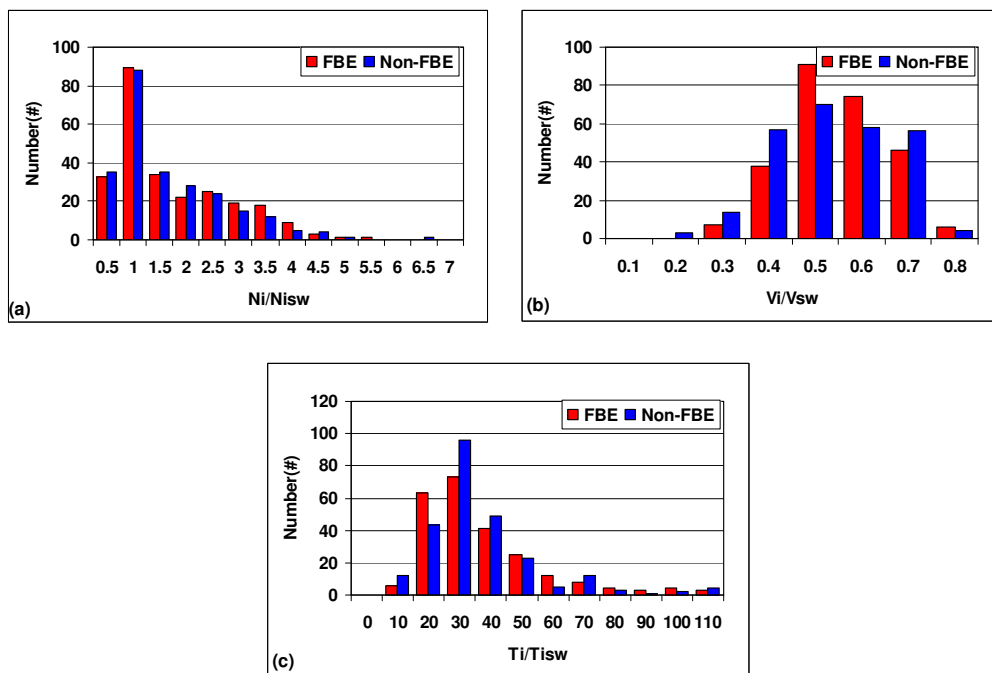 100
80
60
40
20
0
Number(#)
FBE Non-FBE
0.5 1 1.5 2 2.5 3 3.5 4 4.5 5 5.5 6 6.5 7
Ni/Nisw
(a)
100
80
60
40
20
0
Number(#)
FBE Non-FBE
0.1 0.2 0.3 0.4 0.5 0.6 0.7 0.8
Vi/Vsw
(b)
120
100
80
60
40
20
0
Number(#)
FBE Non-FBE
0 10 20 30 40 50 60 70 80 90 100 110
Ti/Tisw
(c)